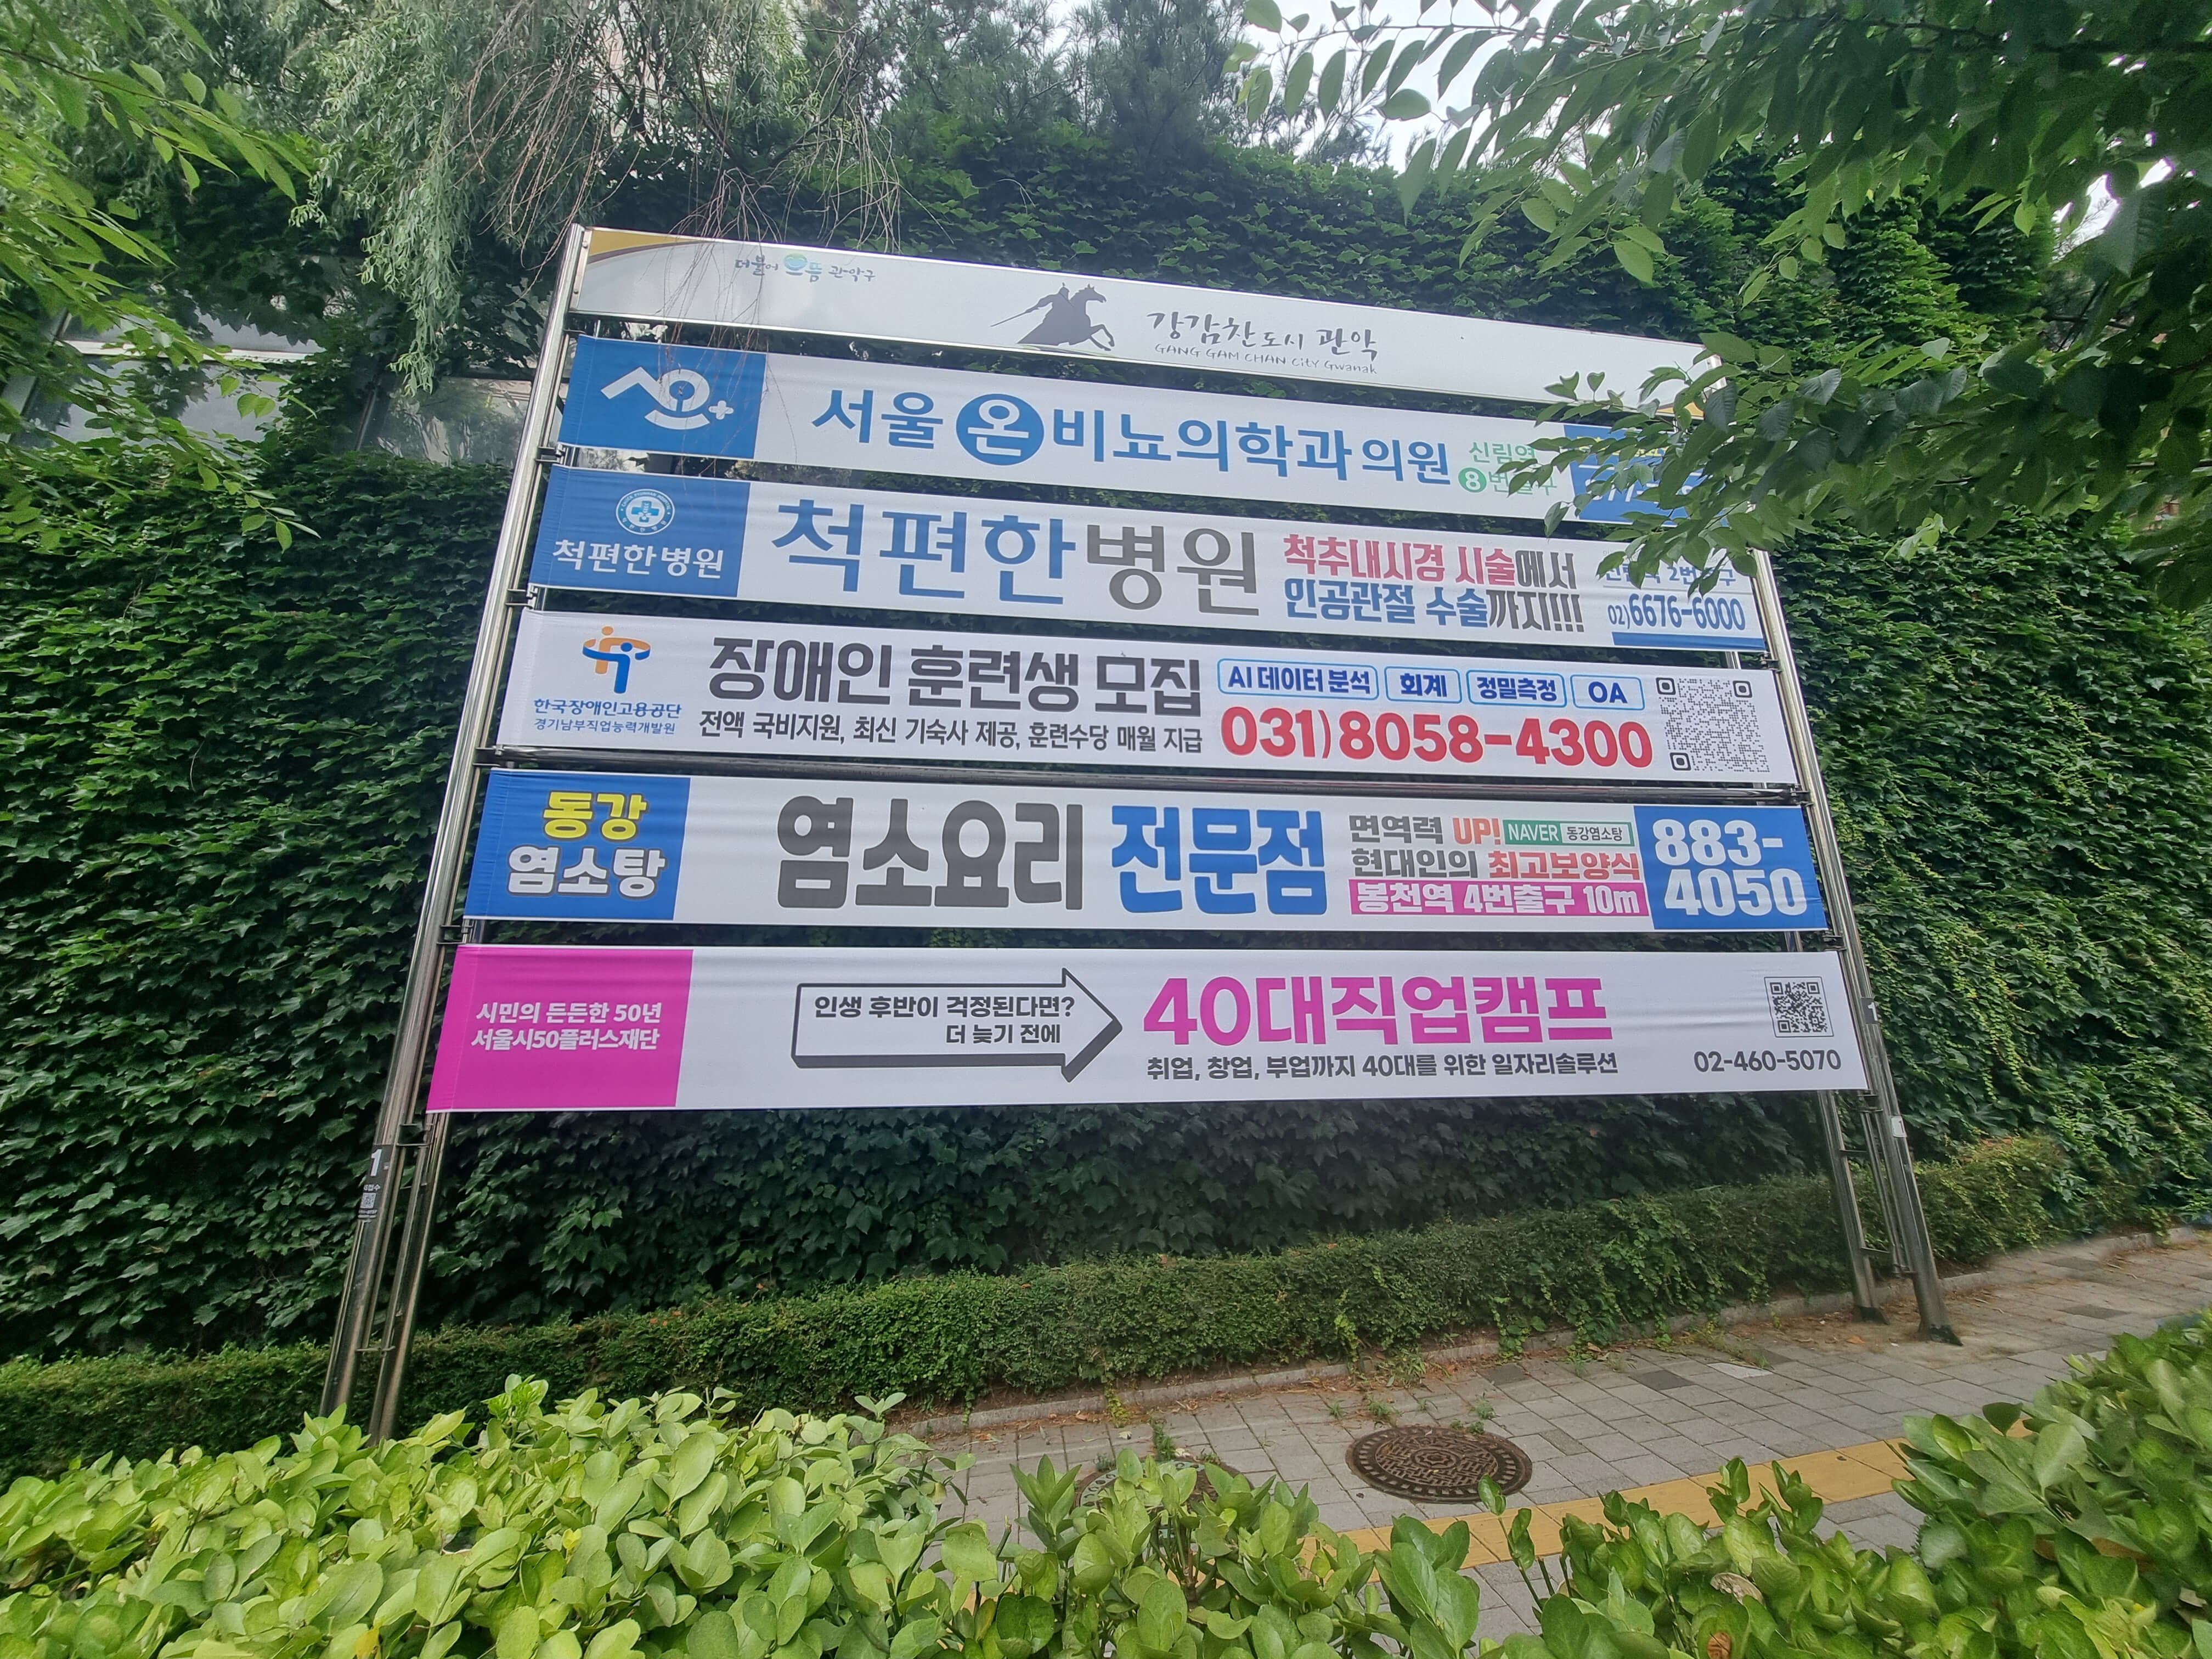 더불어 으뜸 관악구
강감찬도시 관악
GANG GAM CHAN City Gwanak
서울 온 비뇨의학과의원
신림역
8번출구
척편한병원
척편한병원
척추내시경 시술에서
인공관절 수술까지!!!
2번출구
02)6676-6000
한국장애인고용공단
경기남부직업능력개발원
장애인 훈련생 모집
전액 국비지원, 최신 기숙사 제공, 훈련수당 매월 지급
AI 데이터 분석 회계 정밀측정 OA
031)8058-4300
동강
염소탕
염소요리 전문점
면역력 UP! NAVER 동강염소탕
현대인의 최고보양식
봉천역 4번출구 10m
883-
4050
시민의 든든한 50년
서울시50플러스재단
인생 후반이 걱정된다면?
더 늦기 전에
40대직업캠프
취업, 창업, 부업까지 40대를 위한 일자리솔루션
02-460-5070
1
1